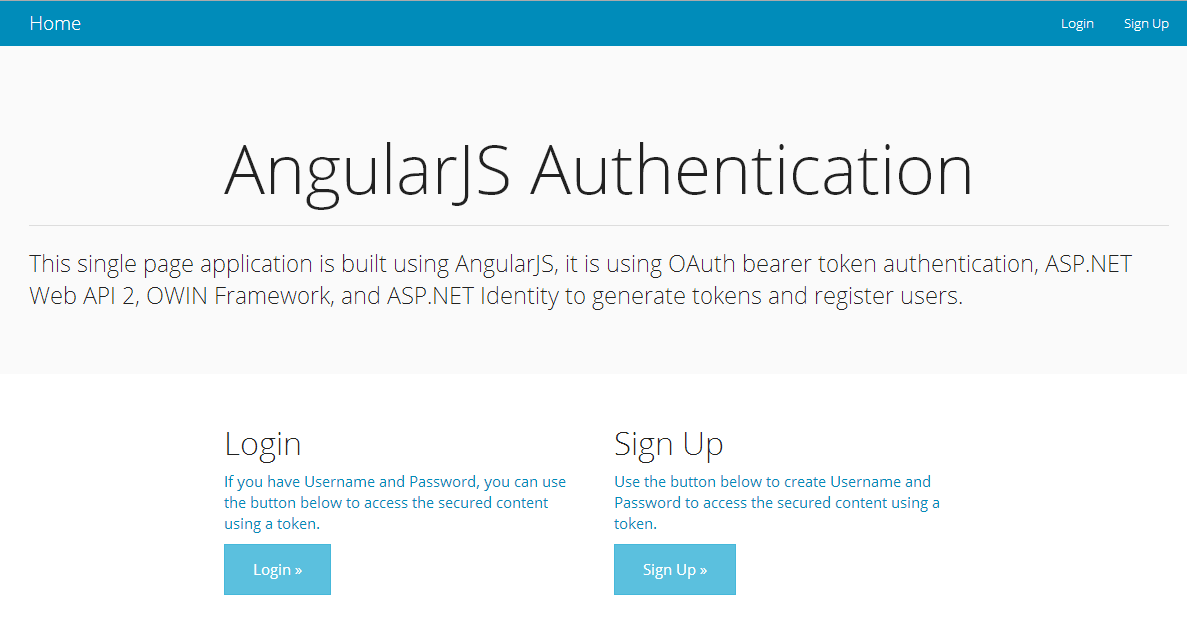 Home Login Sign Up
AngularJS Authentication
This single page application is built using AngularJS, it is using OAuth bearer token authentication, ASP.NET
Web API 2, OWIN Framework, and ASP.NET Identity to generate tokens and register users.
Login
If you have Username and Password, you can use
the button below to access the secured content
using a token.
Login »
Sign Up
Use the button below to create Username and
Password to access the secured content using a
token.
Sign Up »